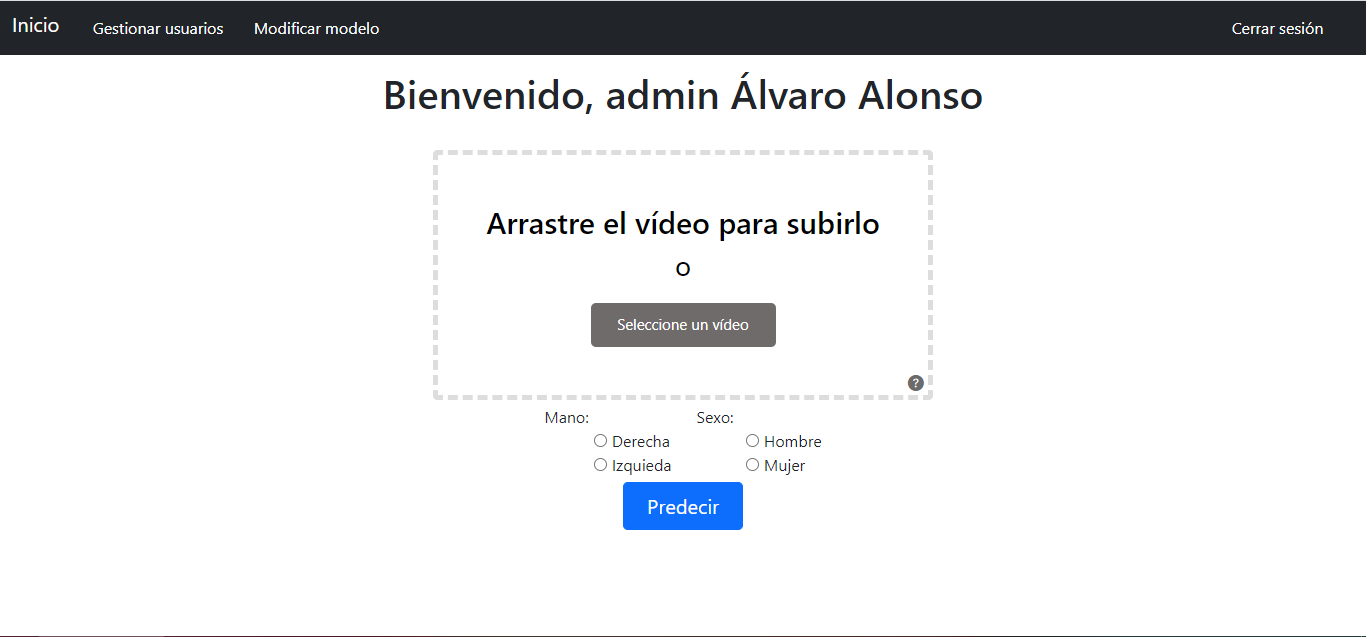 Inicio Gestionar usuarios Modificar modelo Cerrar sesión
Bienvenido, admin Álvaro Alonso
Arrastre el vídeo para subirlo
O
Seleccione un vídeo
?
Mano: Sexo:
Derecha Hombre
Izquieda Mujer
Predecir